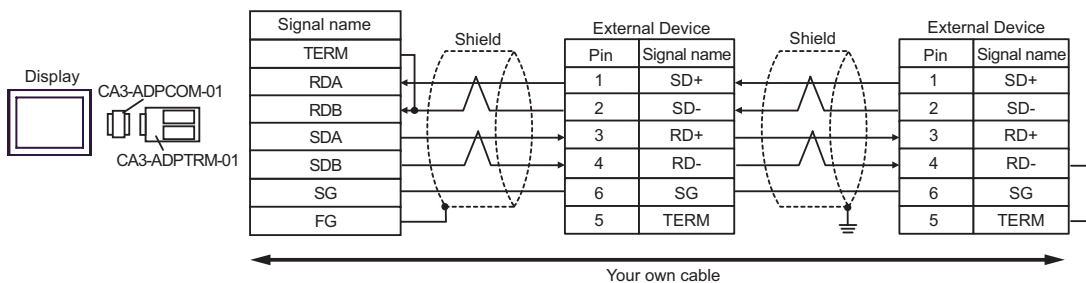 Display
CA3-ADPCOM-01
CA3-ADPTRM-01
Signal name
TERM
RDA
RDB
SDA
SDB
SG
FG
Shield
External Device
Pin Signal name
1 SD+
2 SD-
3 RD+
4 RD-
6 SG
5 TERM
Shield
External Device
Pin Signal name
1 SD+
2 SD-
3 RD+
4 RD-
6 SG
5 TERM
Your own cable